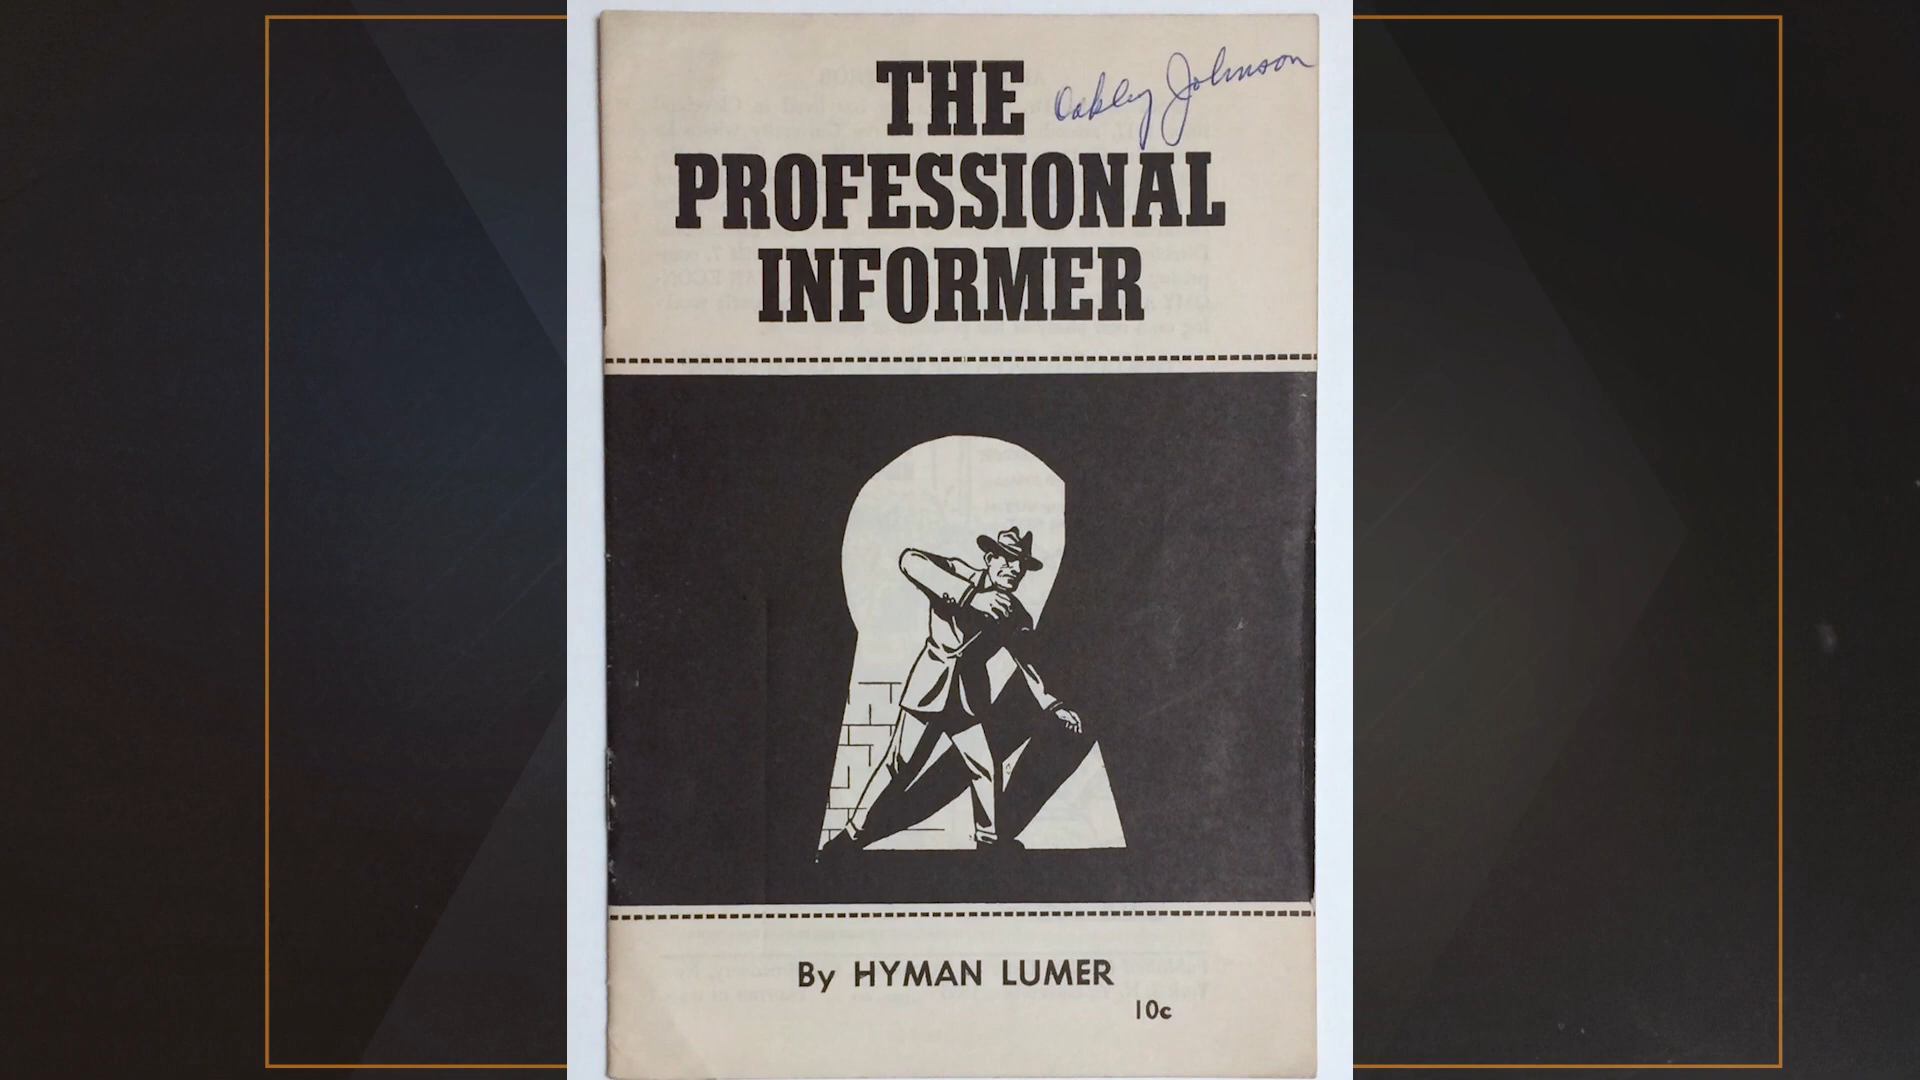 THE
Oakley Johnson
PROFESSIONAL
INFORMER
By HYMAN LUMER
10c